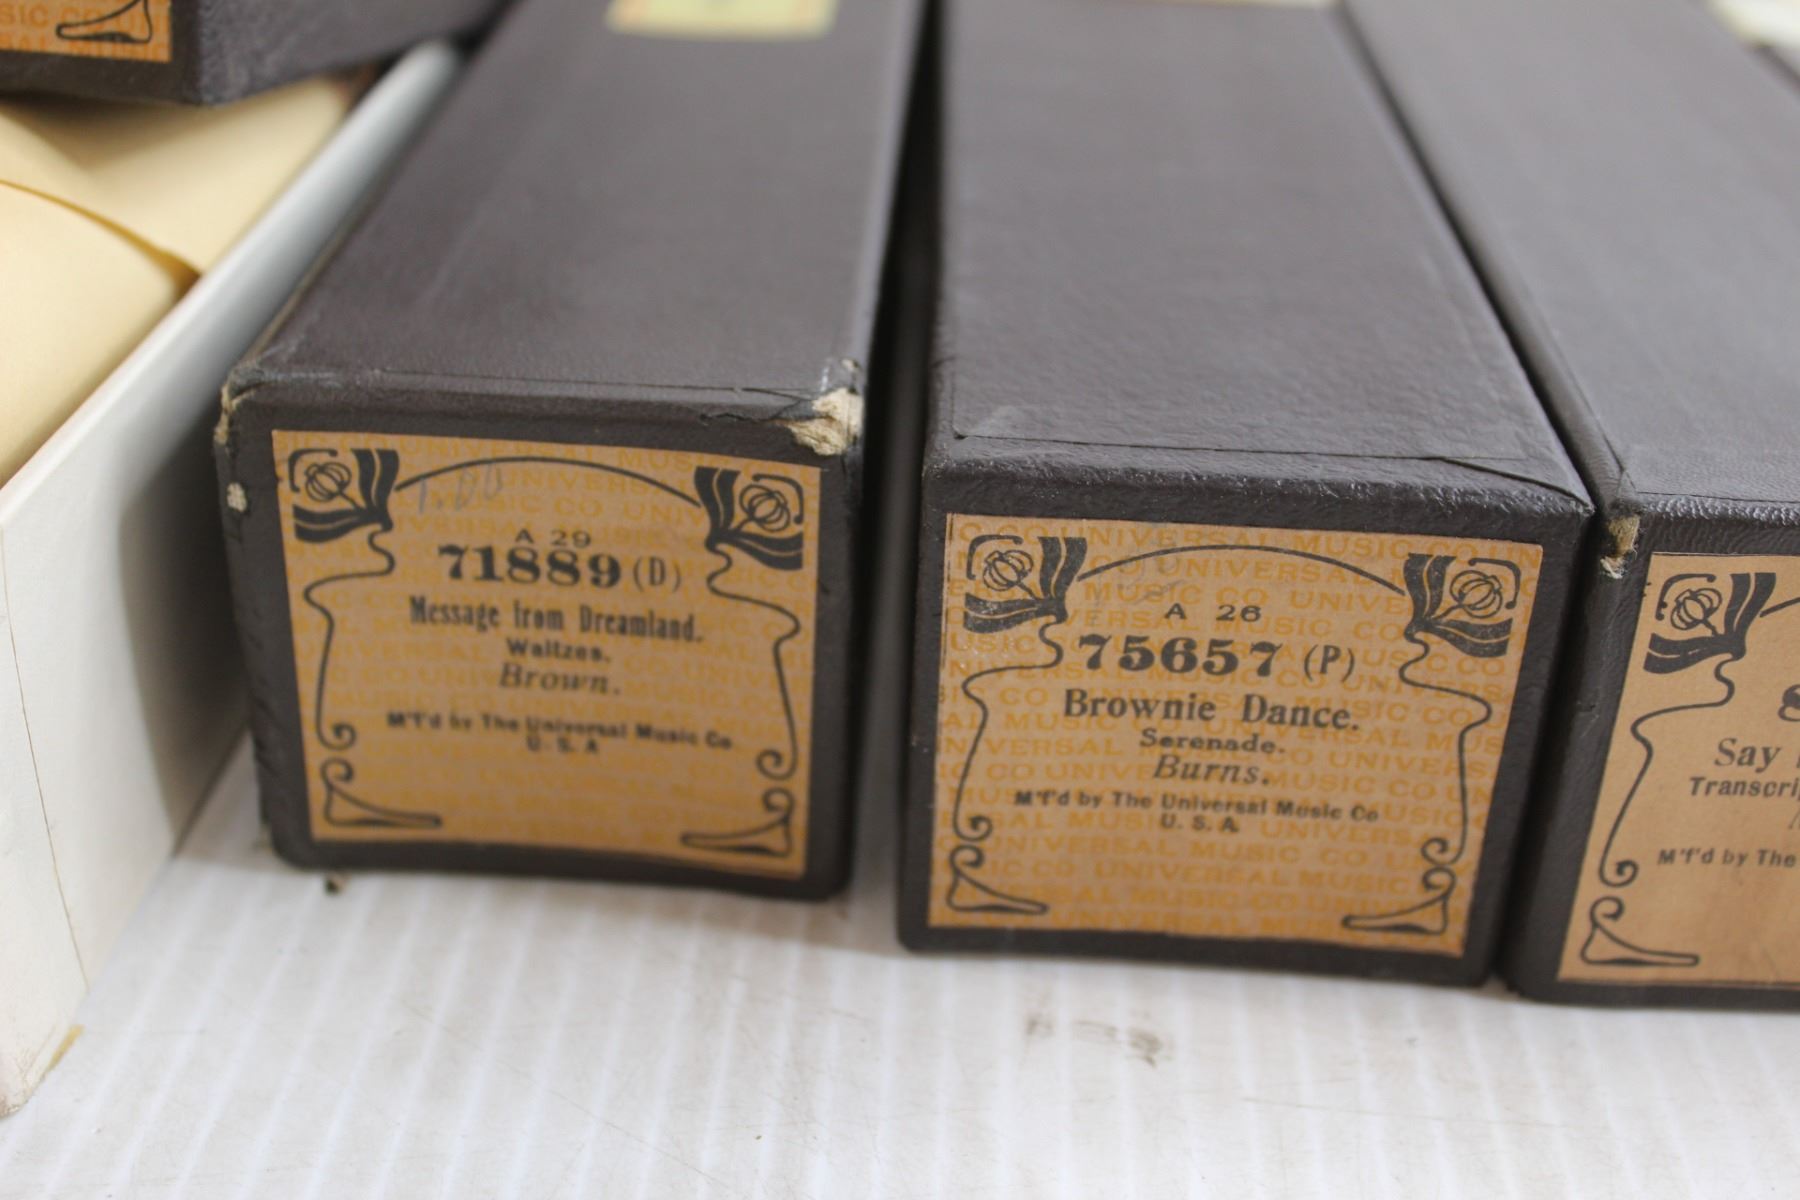 A 29
71889 (D)
Message from Dreamland.
Waltzes.
Brown.
M'f'd by The Universal Music Co
U. S. A
A 26
75657 (P)
Brownie Dance.
Serenade.
Burns.
M'f'd by The Universal Music Co
U. S. A.
Say
M'f'd by The